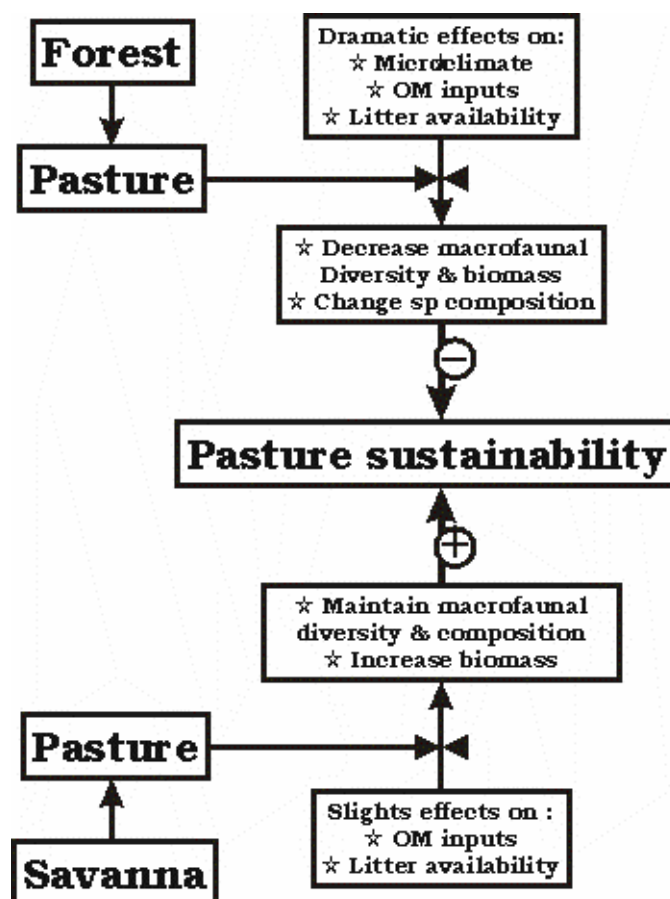 Forest
Pasture
Dramatic effects on:
☆ Microclimate
☆ OM inputs
☆ Litter availability
☆ Decrease macrofaunal
Diversity & biomass
☆ Change sp composition
−
Pasture sustainability
+
☆ Maintain macrofaunal
diversity & composition
☆ Increase biomass
Pasture
Savanna
Slights effects on :
☆ OM inputs
☆ Litter availability